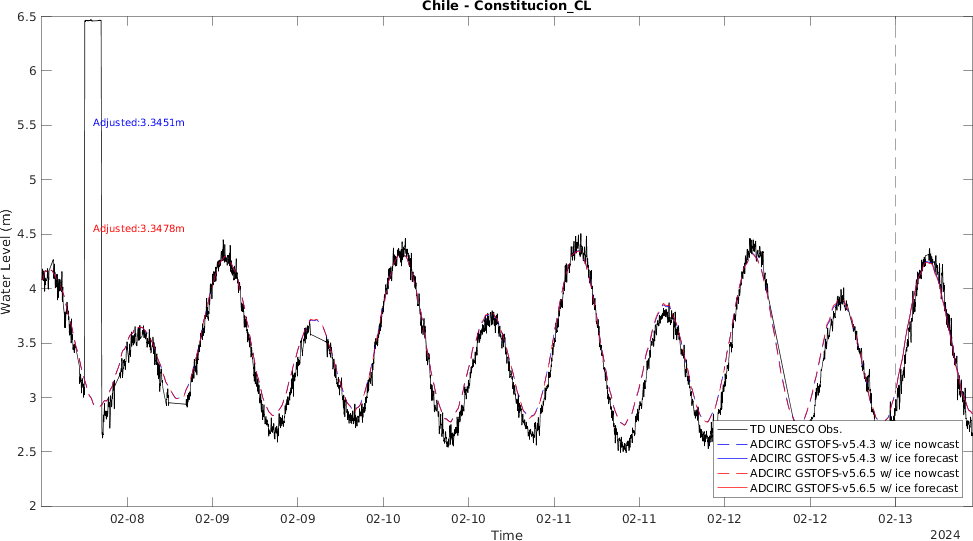 Chile - Constitucion_CL
6.5
6
5.5
5
4.5
4
3.5
3
2.5
2
Water Level (m)
Adjusted:3.3451m
Adjusted:3.3478m
TD UNESCO Obs.
ADCIRC GSTOFS-v5.4.3 w/ ice nowcast
ADCIRC GSTOFS-v5.4.3 w/ ice forecast
ADCIRC GSTOFS-v5.6.5 w/ ice nowcast
ADCIRC GSTOFS-v5.6.5 w/ ice forecast
02-08 02-09 02-09 02-10 02-10 02-11 02-11 02-12 02-12 02-13
Time
2024